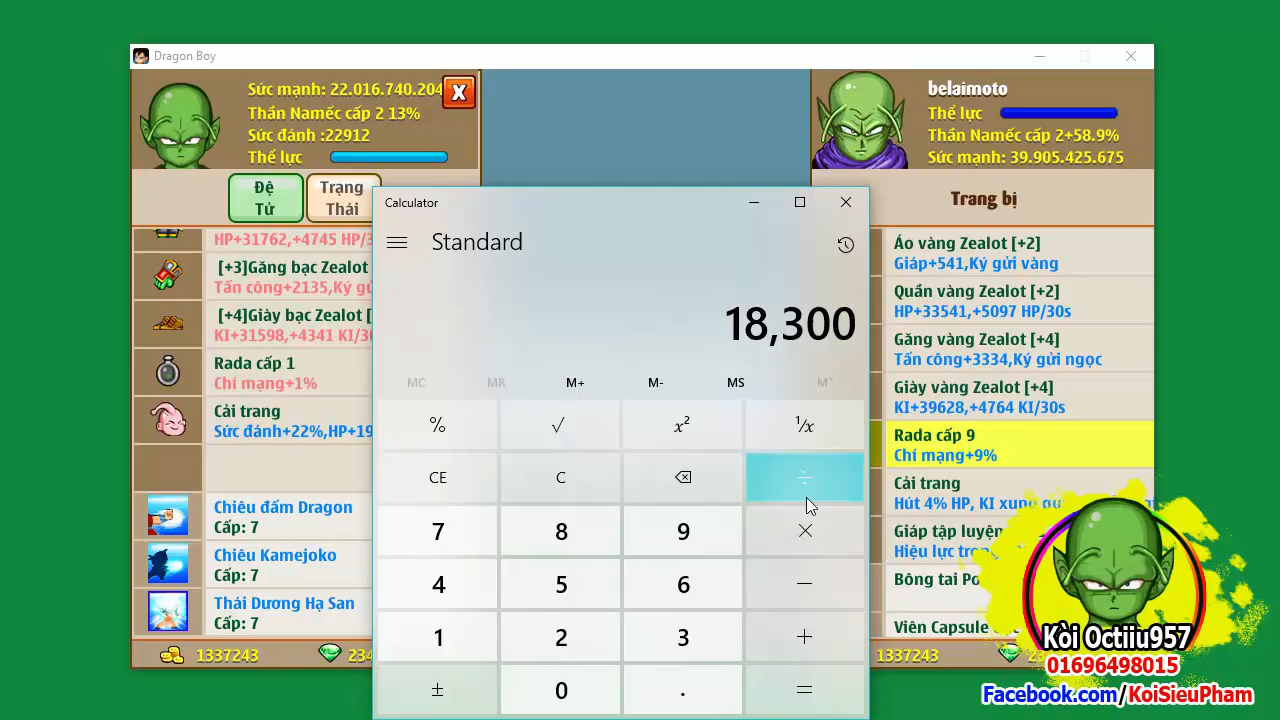 Dragon Boy
Sức mạnh: 22.016.740.204
Thần Namếc cấp 2 13%
Sức đánh :22912
Thể lực
X
Đệ
Tử
Trạng
Thái
HP+31762,+4745 HP/3
[+3]Găng bạc Zealot
Tấn công+2135,Ký gử
[+4]Giày bạc Zealot [
KI+31598,+4341 KI/30
Rada cấp 1
Chí mạng+1%
Cải trang
Sức đánh+22%,HP+19
Chiêu đấm Dragon
Cấp: 7
Chiêu Kamejoko
Cấp: 7
Thái Dương Hạ San
Cấp: 7
1337243
234
Calculator
Standard
18,300
MC MR M+ M- MS M˅
% √ x² ¹/x
CE C ⌫ ÷
7 8 9 ×
4 5 6 −
1 2 3 +
± 0 . =
belaimoto
Thể lực
Thần Namếc cấp 2+58.9%
Sức mạnh: 39.905.425.675
Trang bị
Áo vàng Zealot [+2]
Giáp+541,Ký gửi vàng
Quần vàng Zealot [+2]
HP+33541,+5097 HP/30s
Găng vàng Zealot [+4]
Tấn công+3334,Ký gửi ngọc
Giày vàng Zealot [+4]
KI+39628,+4764 KI/30s
Rada cấp 9
Chí mạng+9%
Cải trang
Hút 4% HP, KI xung qu
Giáp tập luyện
Hiệu lực tron
Bông tai Po
Viên Capsule
1337243
Kòi Octiiu957
01696498015
Facebook.com/KoiSieuPham